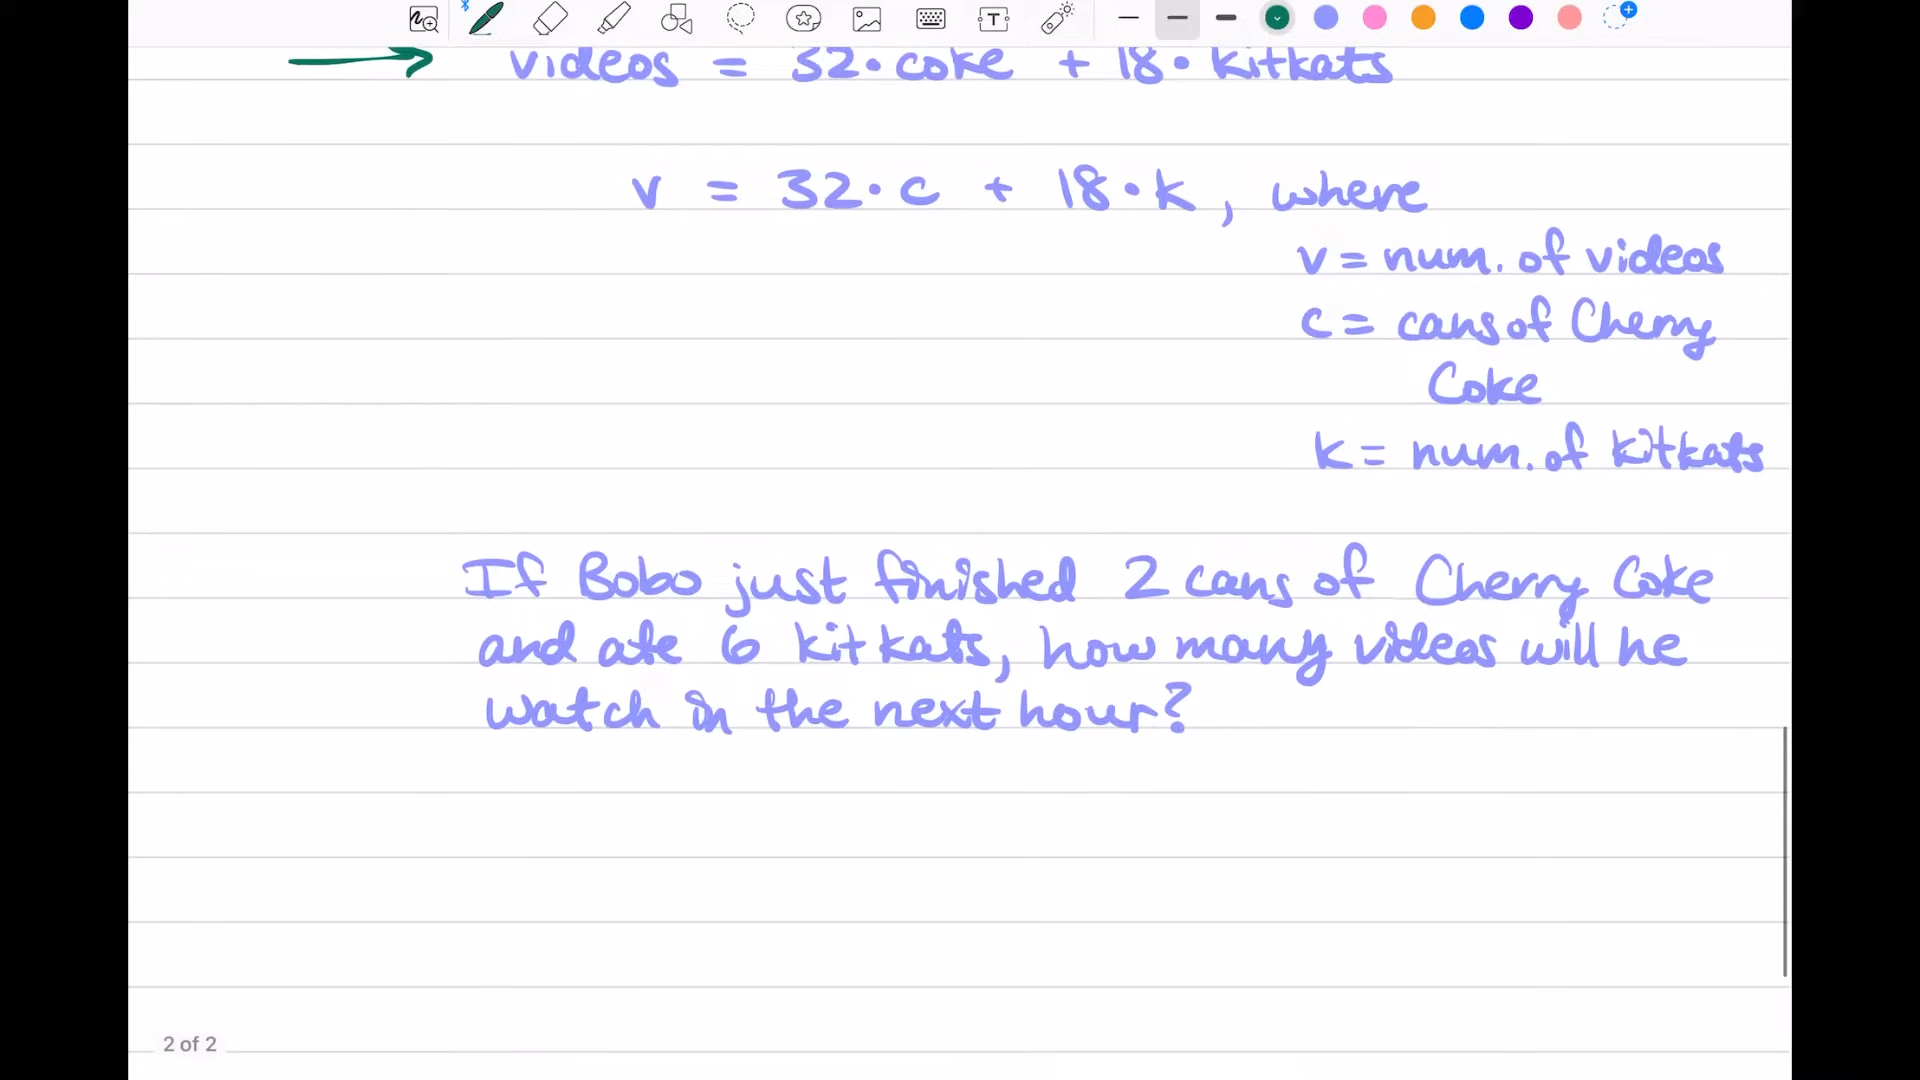 videos = 32·coke + 18·kitkats
v = 32·c + 18·k, where
v = num. of videos
c = cans of Cherry
Coke
k = num. of kitkats
If Bobo just finished 2 cans of Cherry Coke
and ate 6 kitkats, how many videos will he
watch in the next hour?
2 of 2